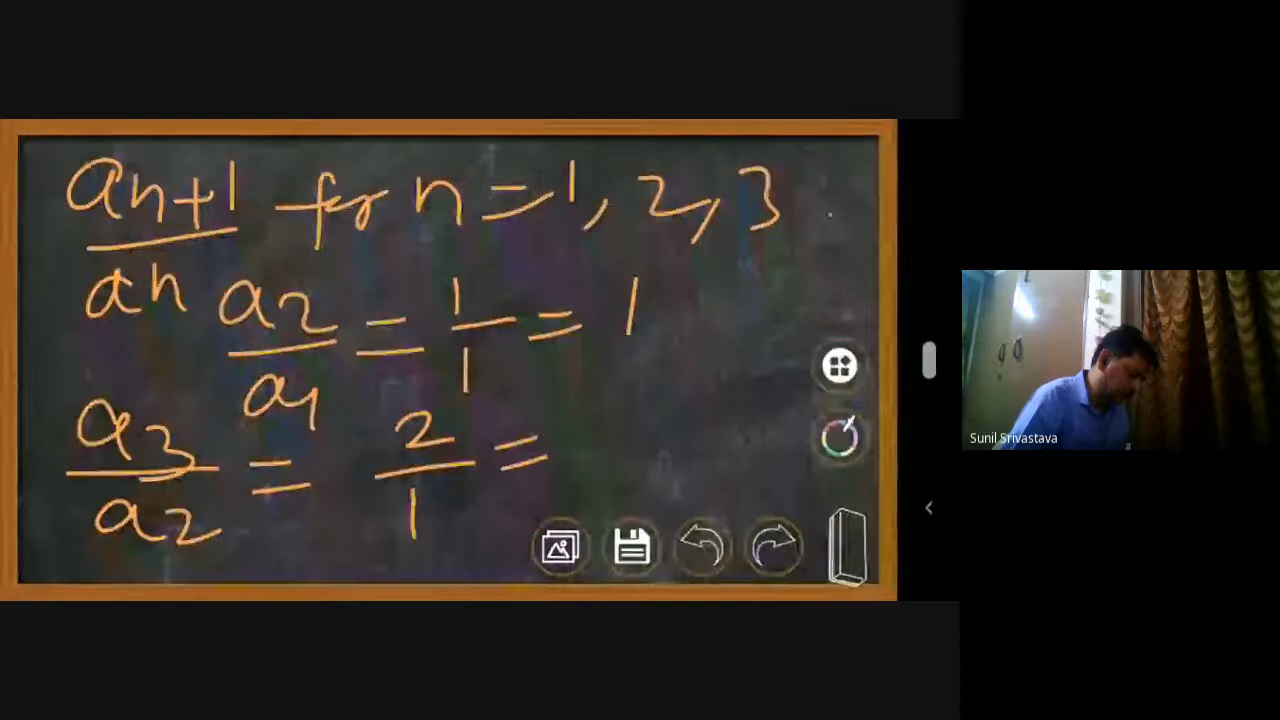 an+1 for n = 1, 2, 3
an
a2 = 1 = 1
a1 1
a3 = 2 =
a2 1
Sunil Srivastava